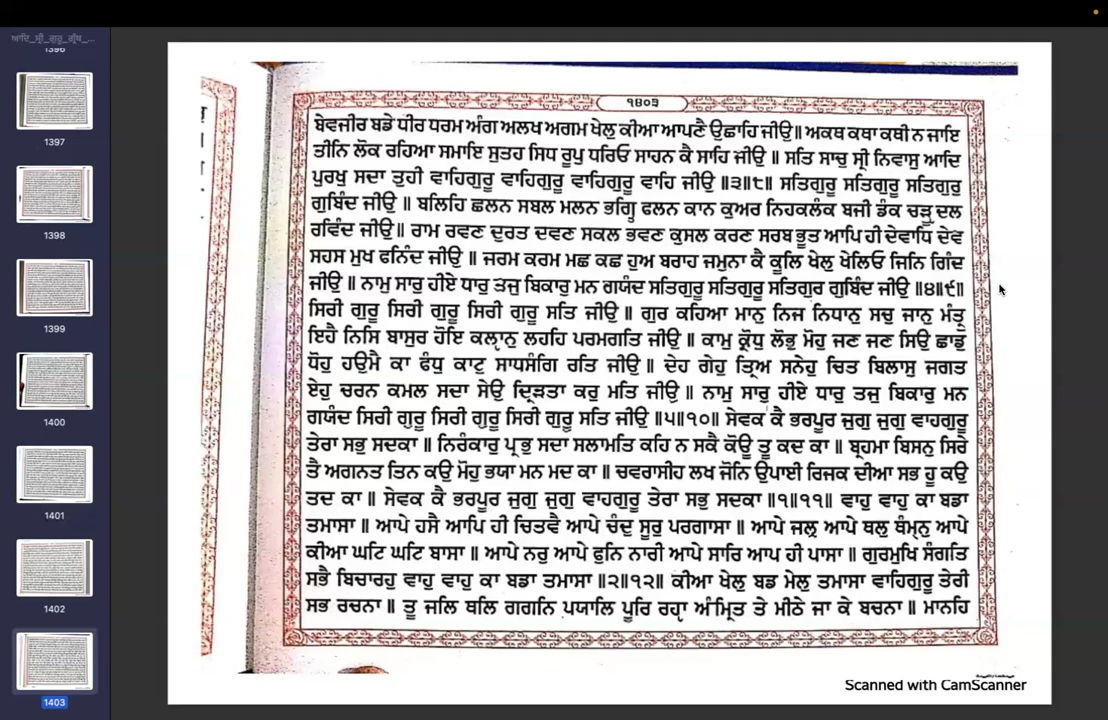 ਆਦਿ_ਸ੍ਰੀ_ਗੁਰੂ_ਗ੍ਰੰਥ_...
1396
1397
1398
1399
1400
1401
1402
1403
੧੪੦੩
ਬੇਵਜੀਰ ਬਡੇ ਧੀਰ ਧਰਮ ਅੰਗ ਅਲਖ ਅਗਮ ਖੇਲੁ ਕੀਆ ਆਪਣੈ ਉਛਾਹਿ ਜੀਉ॥ ਅਕਥ ਕਥਾ ਕਥੀ ਨ ਜਾਇ
ਤੀਨਿ ਲੋਕ ਰਹਿਆ ਸਮਾਇ ਸੁਤਹ ਸਿਧ ਰੂਪੁ ਧਰਿਓ ਸਾਹਨ ਕੈ ਸਾਹਿ ਜੀਉ ॥ ਸਤਿ ਸਾਚੁ ਸ੍ਰੀ ਨਿਵਾਸੁ ਆਦਿ
ਪੁਰਖੁ ਸਦਾ ਤੁਹੀ ਵਾਹਿਗੁਰੂ ਵਾਹਿਗੁਰੂ ਵਾਹਿਗੁਰੂ ਵਾਹਿ ਜੀਉ ॥੩॥੮॥ ਸਤਿਗੁਰੂ ਸਤਿਗੁਰੂ ਸਤਿਗੁਰੁ
ਗੁਬਿੰਦ ਜੀਉ ॥ ਬਲਿਹਿ ਛਲਨ ਸਬਲ ਮਲਨ ਭਗ੍ਤਿ ਫਲਨ ਕਾਨ ਕੁਅਰ ਨਿਹਕਲੰਕ ਬਜੀ ਡੰਕ ਚੜ੍ਹੂ ਦਲ
ਰਵਿੰਦ ਜੀਉ॥ ਰਾਮ ਰਵਣ ਦੁਰਤ ਦਵਣ ਸਕਲ ਭਵਣ ਕੁਸਲ ਕਰਣ ਸਰਬ ਭੂਤ ਆਪਿ ਹੀ ਦੇਵਾਧਿ ਦੇਵ
ਸਹਸ ਮੁਖ ਫਨਿੰਦ ਜੀਉ ॥ ਜਰਮ ਕਰਮ ਮਛ ਕਛ ਹੁਅ ਬਰਾਹ ਜਮੁਨਾ ਕੈ ਕੂਲਿ ਖੇਲੁ ਖੇਲਿਓ ਜਿਨਿ ਗਿੰਦ
ਜੀਉ ॥ ਨਾਮੁ ਸਾਰੁ ਹੀਏ ਧਾਰੁ ਤਜੁ ਬਿਕਾਰੁ ਮਨ ਗਯੰਦ ਸਤਿਗੁਰੂ ਸਤਿਗੁਰੂ ਸਤਿਗੁਰ ਗੁਬਿੰਦ ਜੀਉ ॥੪॥੯॥
ਸਿਰੀ ਗੁਰੂ ਸਿਰੀ ਗੁਰੂ ਸਿਰੀ ਗੁਰੂ ਸਤਿ ਜੀਉ ॥ ਗੁਰ ਕਹਿਆ ਮਾਨੁ ਨਿਜ ਨਿਧਾਨੁ ਸਚੁ ਜਾਨੁ ਮੰਤ੍ਰੁ
ਇਹੈ ਨਿਸਿ ਬਾਸੁਰ ਹੋਇ ਕਲ੍ਯਾਨੁ ਲਹਹਿ ਪਰਮਗਤਿ ਜੀਉ ॥ ਕਾਮੁ ਕ੍ਰੋਧੁ ਲੋਭੁ ਮੋਹੁ ਜਣ ਜਣ ਸਿਉ ਛਾਡੁ
ਧੋਹੁ ਹਉਮੈ ਕਾ ਫੰਧੁ ਕਾਟੁ ਸਾਧਸੰਗਿ ਰਤਿ ਜੀਉ ॥ ਦੇਹ ਗੇਹੁ ਤ੍ਰਿਅ ਸਨੇਹੁ ਚਿਤ ਬਿਲਾਸੁ ਜਗਤ
ਏਹੁ ਚਰਨ ਕਮਲ ਸਦਾ ਸੇਉ ਦ੍ਰਿੜਤਾ ਕਰੁ ਮਤਿ ਜੀਉ ॥ ਨਾਮੁ ਸਾਰੁ ਹੀਏ ਧਾਰੁ ਤਜੁ ਬਿਕਾਰੁ ਮਨ
ਗਯੰਦ ਸਿਰੀ ਗੁਰੂ ਸਿਰੀ ਗੁਰੂ ਸਿਰੀ ਗੁਰੂ ਸਤਿ ਜੀਉ ॥੫॥੧੦॥ ਸੇਵਕ ਕੈ ਭਰਪੂਰ ਜੁਗੁ ਜੁਗੁ ਵਾਹਗੁਰੂ
ਤੇਰਾ ਸਭੁ ਸਦਕਾ ॥ ਨਿਰੰਕਾਰੁ ਪ੍ਰਭੁ ਸਦਾ ਸਲਾਮਤਿ ਕਹਿ ਨ ਸਕੈ ਕੋਊ ਤੂ ਕਦ ਕਾ ॥ ਬ੍ਰਹਮਾ ਬਿਸਨੁ ਸਿਰੇ
ਤੈ ਅਗਨਤ ਤਿਨ ਕਉ ਮੋਹੁ ਭਯਾ ਮਨ ਮਦ ਕਾ ॥ ਚਵਰਾਸੀਹ ਲਖ ਜੋਨਿ ਉਪਾਈ ਰਿਜਕ ਦੀਆ ਸਭ ਹੂ ਕਉ
ਤਦ ਕਾ ॥ ਸੇਵਕ ਕੈ ਭਰਪੂਰ ਜੁਗੁ ਜੁਗੁ ਵਾਹਗੁਰੂ ਤੇਰਾ ਸਭੁ ਸਦਕਾ ॥੧॥੧੧॥ ਵਾਹੁ ਵਾਹੁ ਕਾ ਬਡਾ
ਤਮਾਸਾ ॥ ਆਪੇ ਹਸੈ ਆਪਿ ਹੀ ਚਿਤਵੈ ਆਪੇ ਚੰਦੁ ਸੂਰੁ ਪਰਗਾਸਾ ॥ ਆਪੇ ਜਲੁ ਆਪੇ ਥਲੁ ਥੰਮ੍ਹਨੁ ਆਪੇ
ਕੀਆ ਘਟਿ ਘਟਿ ਬਾਸਾ ॥ ਆਪੇ ਨਰੁ ਆਪੇ ਫੁਨਿ ਨਾਰੀ ਆਪੇ ਸਾਰਿ ਆਪ ਹੀ ਪਾਸਾ ॥ ਗੁਰਮੁਖਿ ਸੰਗਤਿ
ਸਭੈ ਬਿਚਾਰਹੁ ਵਾਹੁ ਵਾਹੁ ਕਾ ਬਡਾ ਤਮਾਸਾ ॥੨॥੧੨॥ ਕੀਆ ਖੇਲੁ ਬਡ ਮੇਲੁ ਤਮਾਸਾ ਵਾਹਿਗੁਰੂ ਤੇਰੀ
ਸਭ ਰਚਨਾ ॥ ਤੂ ਜਲਿ ਥਲਿ ਗਗਨਿ ਪਯਾਲਿ ਪੂਰਿ ਰਹ੍ਯਾ ਅੰਮ੍ਰਿਤ ਤੇ ਮੀਠੇ ਜਾ ਕੇ ਬਚਨਾ ॥ ਮਾਨਹਿ
Scanned with CamScanner